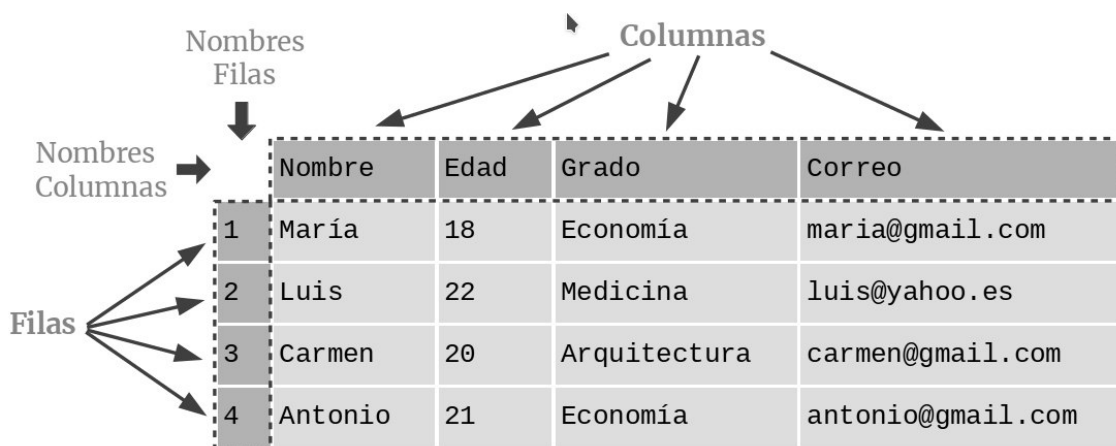 Columnas
Nombres
Filas
Nombres
Columnas
Nombre Edad Grado Correo
1 María 18 Economía maria@gmail.com
2 Luis 22 Medicina luis@yahoo.es
Filas
3 Carmen 20 Arquitectura carmen@gmail.com
4 Antonio 21 Economía antonio@gmail.com